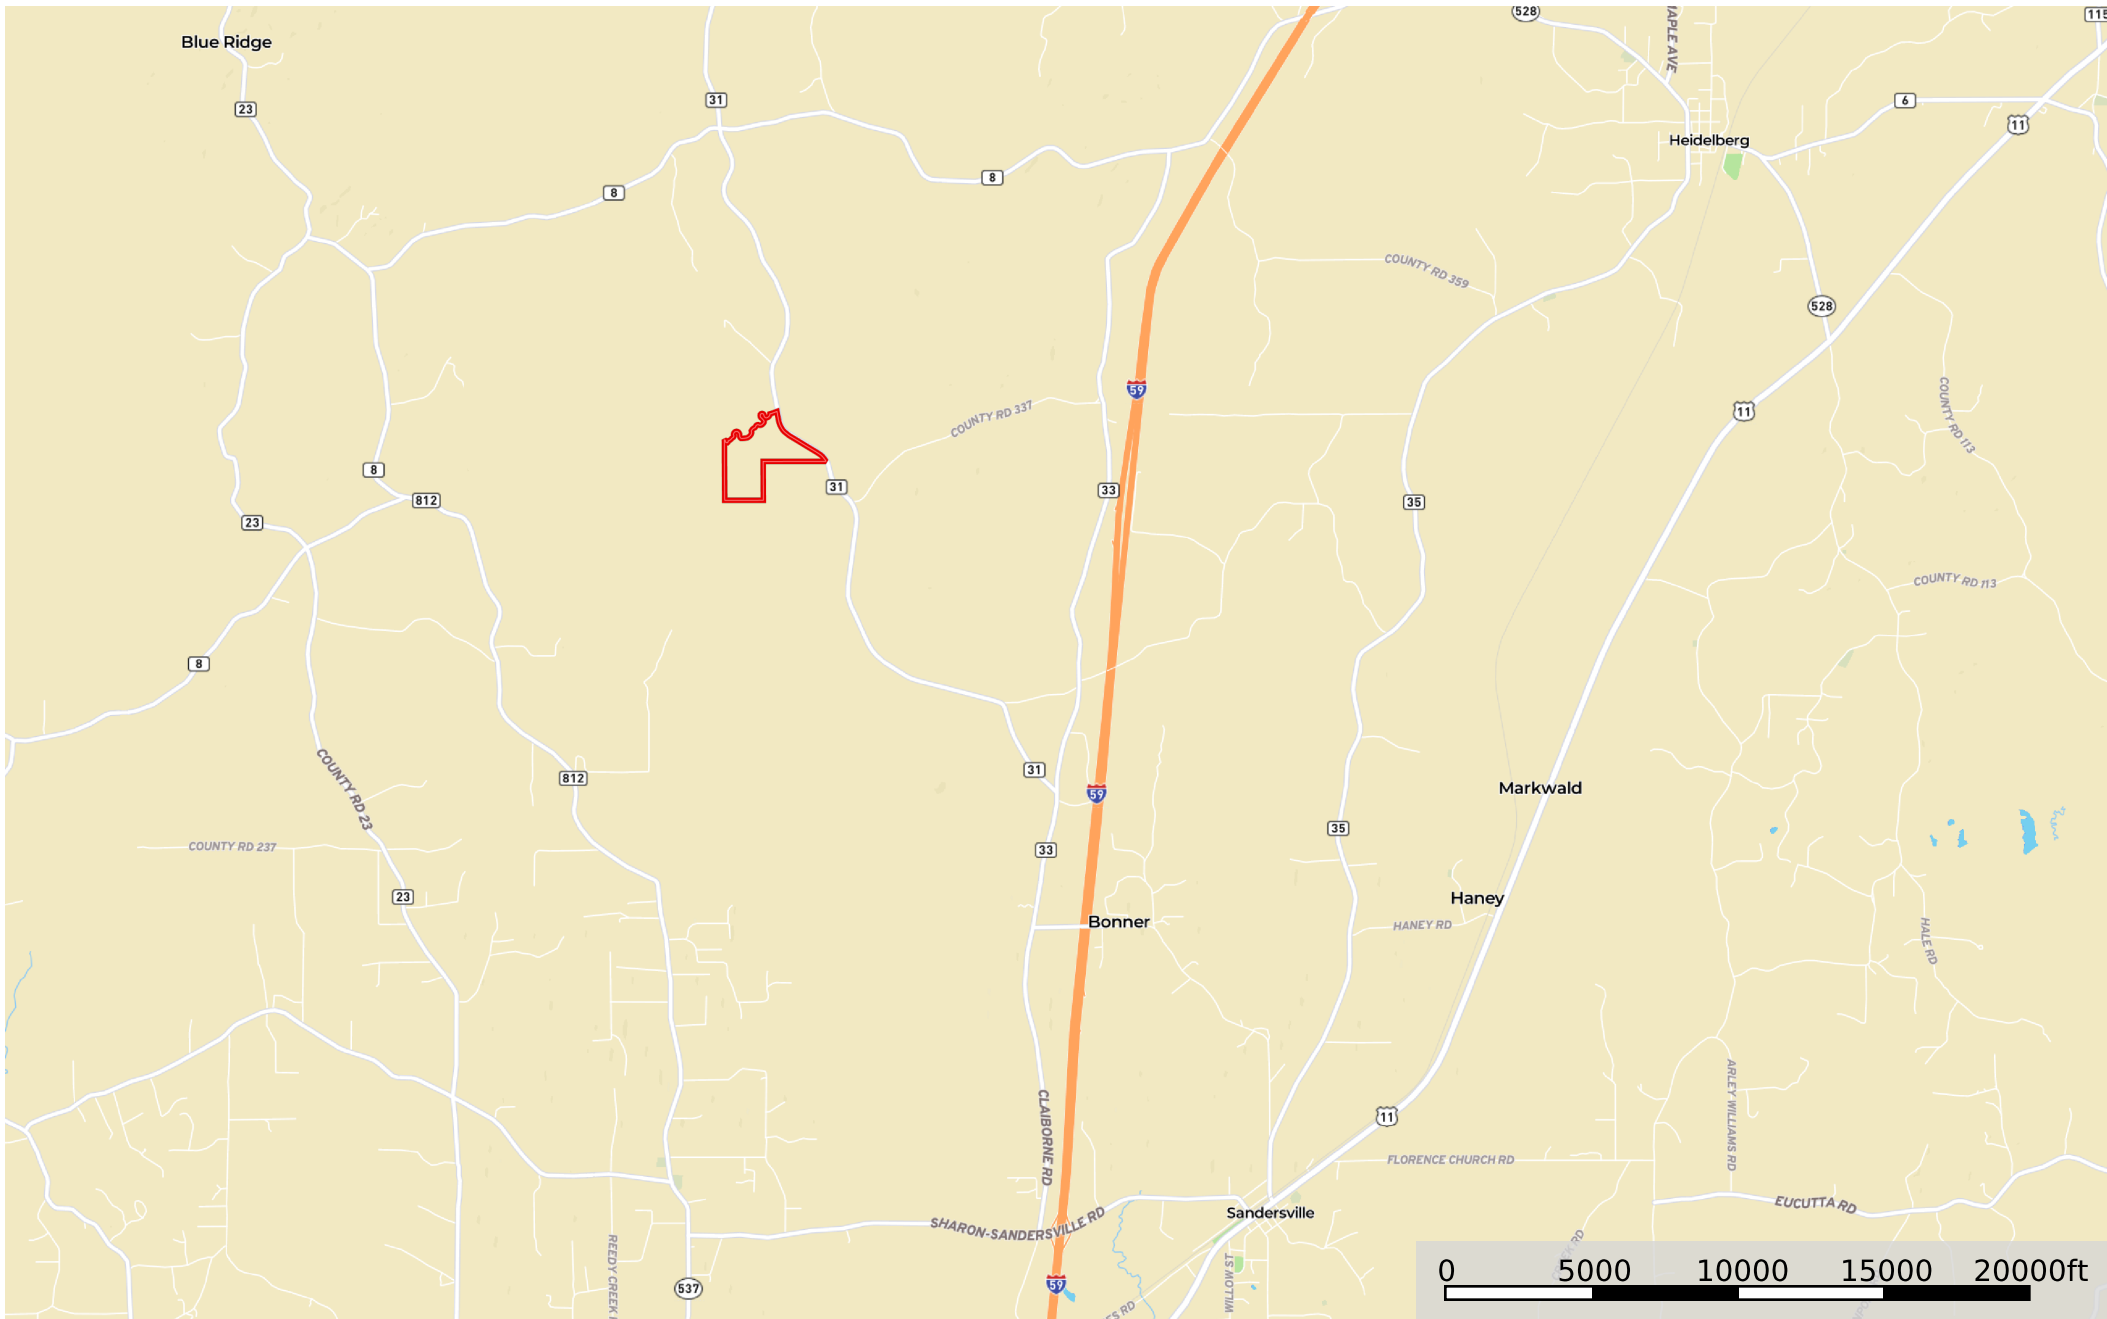 528
MAPLE AVE
115
Blue Ridge
31
6
23
11
Heidelberg
8
8
COUNTY RD 359
528
59
COUNTY RD 113
11
COUNTY RD 337
8
31
33
812
35
23
COUNTY RD 113
8
31
812
59
Markwald
COUNTY RD 23
35
COUNTY RD 237
33
23
Haney
Bonner
HANEY RD
HALE RD
11
CLAIBORNE RD
ARLEY WILLIAMS RD
FLORENCE CHURCH RD
EUCUTTA RD
Sandersville
SHARON-SANDERSVILLE RD
REEDY CREEK
WILLOW ST
537
59
RD
0 5000 10000 15000 20000ft